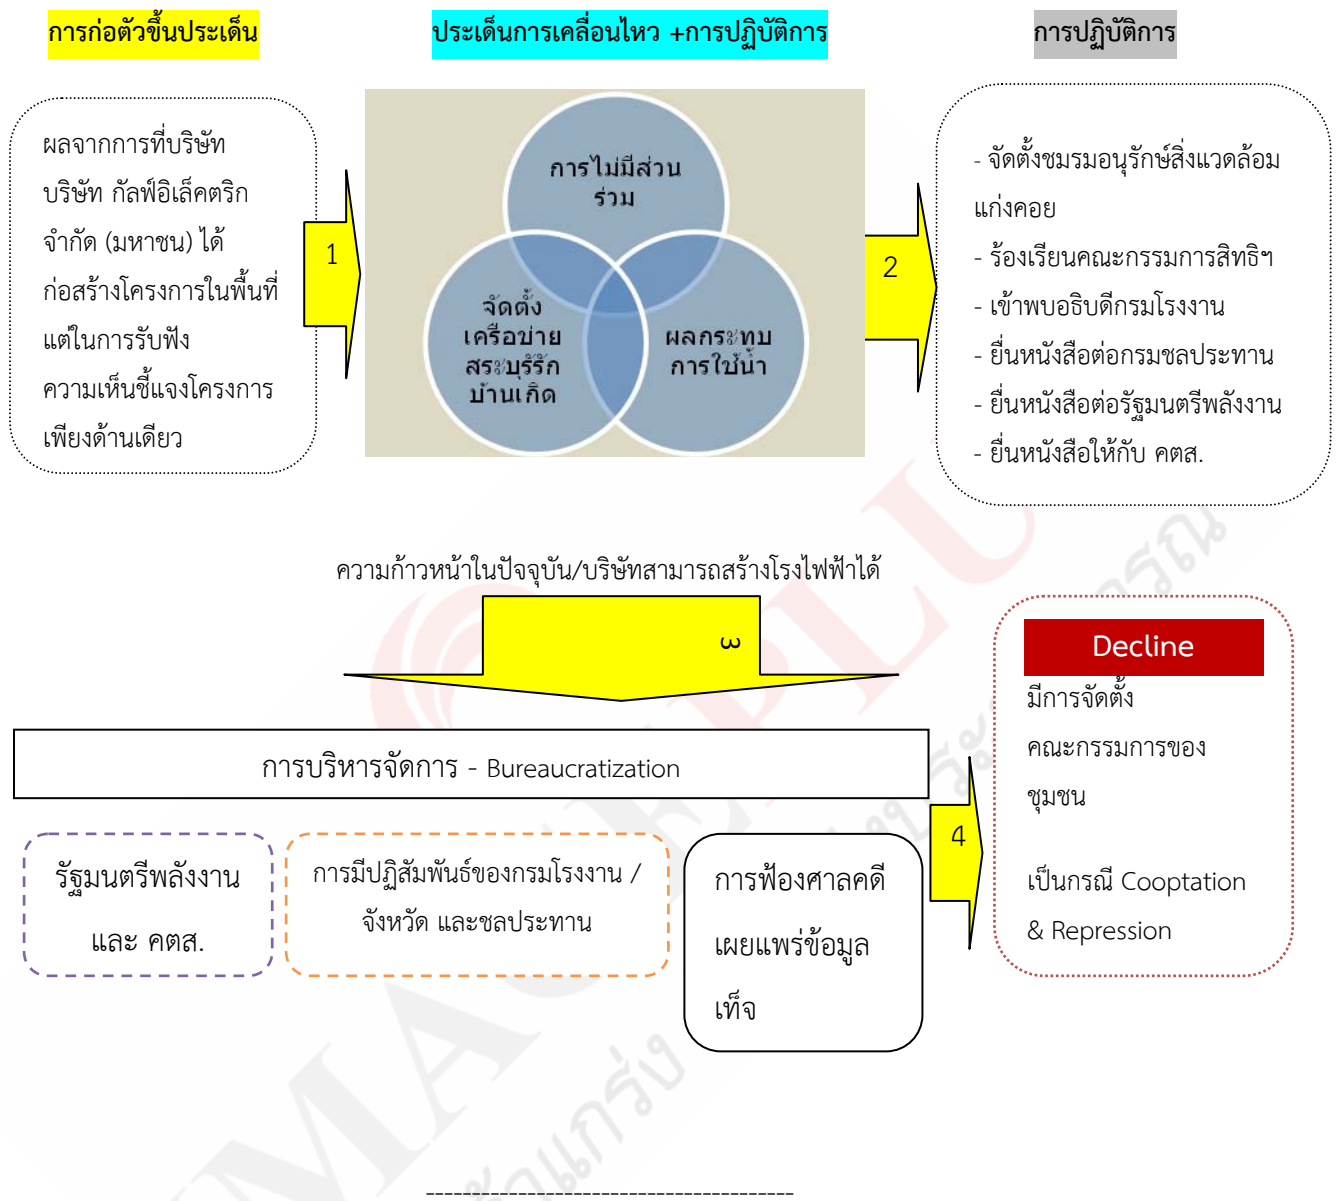 การก่อตัวขึ้นประเด็น
ประเด็นการเคลื่อนไหว +การปฏิบัติการ
การปฏิบัติการ
ผลจากการที่บริษัท
บริษัท กัลฟ์อิเล็คตริก
จำกัด (มหาชน) ได้
ก่อสร้างโครงการในพื้นที่
แต่ในการรับฟัง
ความเห็นชี้แจงโครงการ
เพียงด้านเดียว
1
การไม่มีส่วน
ร่วม
จัดตั้ง
เครือข่าย
สระบุรีรัก
บ้านเกิด
ผลกระทบ
การใช้น้ำ
2
- จัดตั้งชมรมอนุรักษ์สิ่งแวดล้อม
แก่งคอย
- ร้องเรียนคณะกรรมการสิทธิฯ
- เข้าพบอธิบดีกรมโรงงาน
- ยื่นหนังสือต่อกรมชลประทาน
- ยื่นหนังสือต่อรัฐมนตรีพลังงาน
- ยื่นหนังสือให้กับ คตส.
ความก้าวหน้าในปัจจุบัน/บริษัทสามารถสร้างโรงไฟฟ้าได้
3
การบริหารจัดการ - Bureaucratization
รัฐมนตรีพลังงาน
และ คตส.
การมีปฏิสัมพันธ์ของกรมโรงงาน /
จังหวัด และชลประทาน
การฟ้องศาลคดี
เผยแพร่ข้อมูล
เท็จ
4
Decline
มีการจัดตั้ง
คณะกรรมการของ
ชุมชน
เป็นกรณี Cooptation
& Repression
----------------------------------------